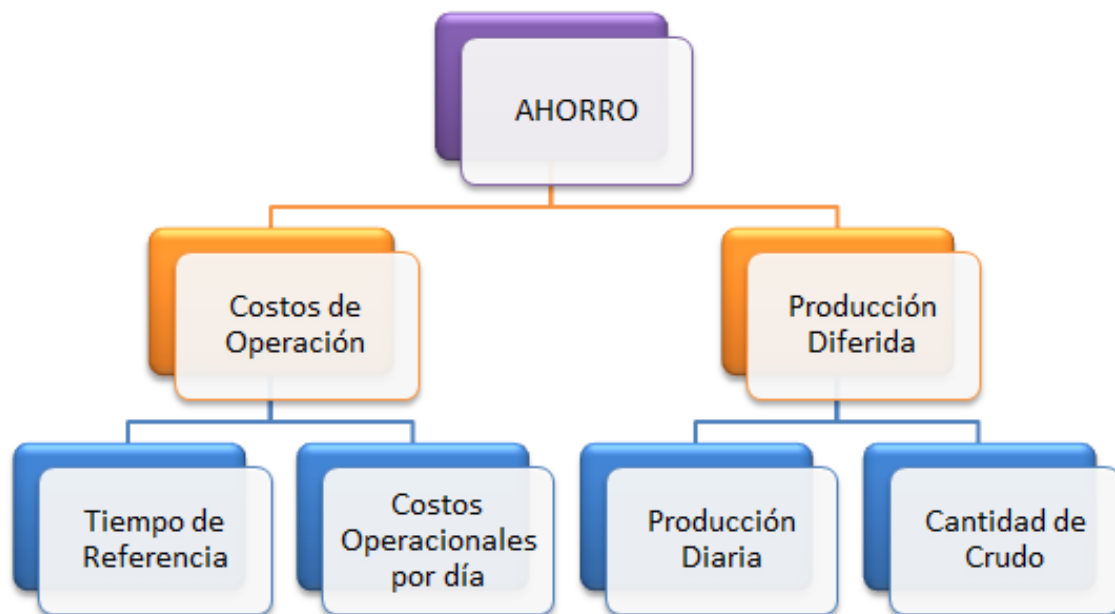 AHORRO
Costos de
Operación
Producción
Diferida
Tiempo de
Referencia
Costos
Operacionales
por día
Producción
Diaria
Cantidad de
Crudo